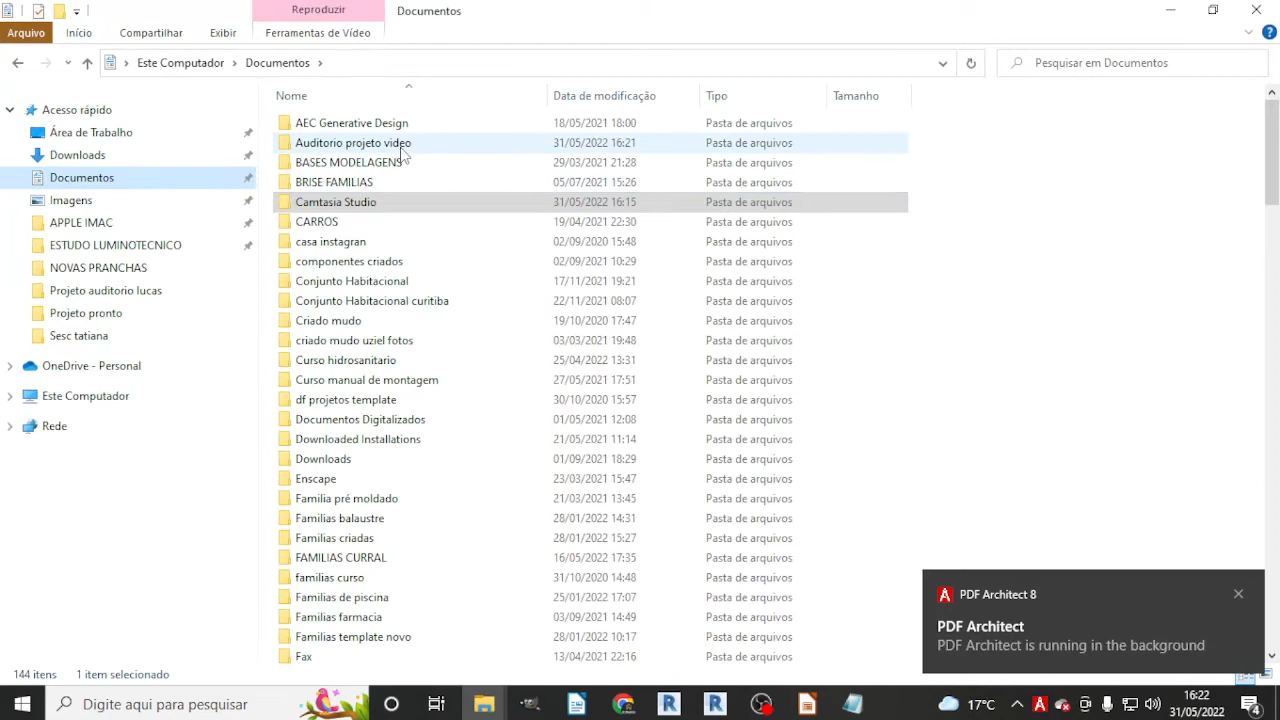 Reproduzir
Documentos
Arquivo
Início
Compartilhar
Exibir
Ferramentas de Vídeo
Este Computador
Documentos
Pesquisar em Documentos
Nome
Data de modificação
Tipo
Tamanho
Acesso rápido
Área de Trabalho
Downloads
Documentos
Imagens
APPLE IMAC
ESTUDO LUMINOTECNICO
NOVAS PRANCHAS
Projeto auditorio lucas
Projeto pronto
Sesc tatiana
OneDrive - Personal
Este Computador
Rede
AEC Generative Design 18/05/2021 18:00 Pasta de arquivos
Auditorio projeto video 31/05/2022 16:21 Pasta de arquivos
BASES MODELAGENS 29/03/2021 21:28 Pasta de arquivos
BRISE FAMILIAS 05/07/2021 15:26 Pasta de arquivos
Camtasia Studio 31/05/2022 16:15 Pasta de arquivos
CARROS 19/04/2021 22:30 Pasta de arquivos
casa instagran 02/09/2020 15:48 Pasta de arquivos
componentes criados 02/09/2021 10:29 Pasta de arquivos
Conjunto Habitacional 17/11/2021 19:21 Pasta de arquivos
Conjunto Habitacional curitiba 22/11/2021 08:07 Pasta de arquivos
Criado mudo 19/10/2020 17:47 Pasta de arquivos
criado mudo uziel fotos 03/03/2021 19:48 Pasta de arquivos
Curso hidrosanitario 25/04/2022 13:31 Pasta de arquivos
Curso manual de montagem 27/05/2021 17:51 Pasta de arquivos
df projetos template 30/10/2020 15:57 Pasta de arquivos
Documentos Digitalizados 01/05/2021 12:08 Pasta de arquivos
Downloaded Installations 21/05/2021 11:14 Pasta de arquivos
Downloads 01/09/2021 18:29 Pasta de arquivos
Enscape 23/03/2021 15:47 Pasta de arquivos
Familia pré moldado 21/03/2021 13:45 Pasta de arquivos
Familias balaustre 28/01/2022 14:31 Pasta de arquivos
Familias criadas 28/01/2022 15:27 Pasta de arquivos
FAMILIAS CURRAL 16/05/2022 17:35 Pasta de arquivos
familias curso 31/10/2020 14:48 Pasta de arquivos
Familias de piscina 25/01/2022 17:07 Pasta de arquivos
Familias farmacia 03/09/2021 14:49 Pasta de arquivos
Familias template novo 28/01/2022 10:17 Pasta de arquivos
Fax 13/04/2021 22:16 Pasta de arquivos
PDF Architect 8
PDF Architect
PDF Architect is running in the background
144 itens 1 item selecionado
Digite aqui para pesquisar
17°C
16:22
31/05/2022
4